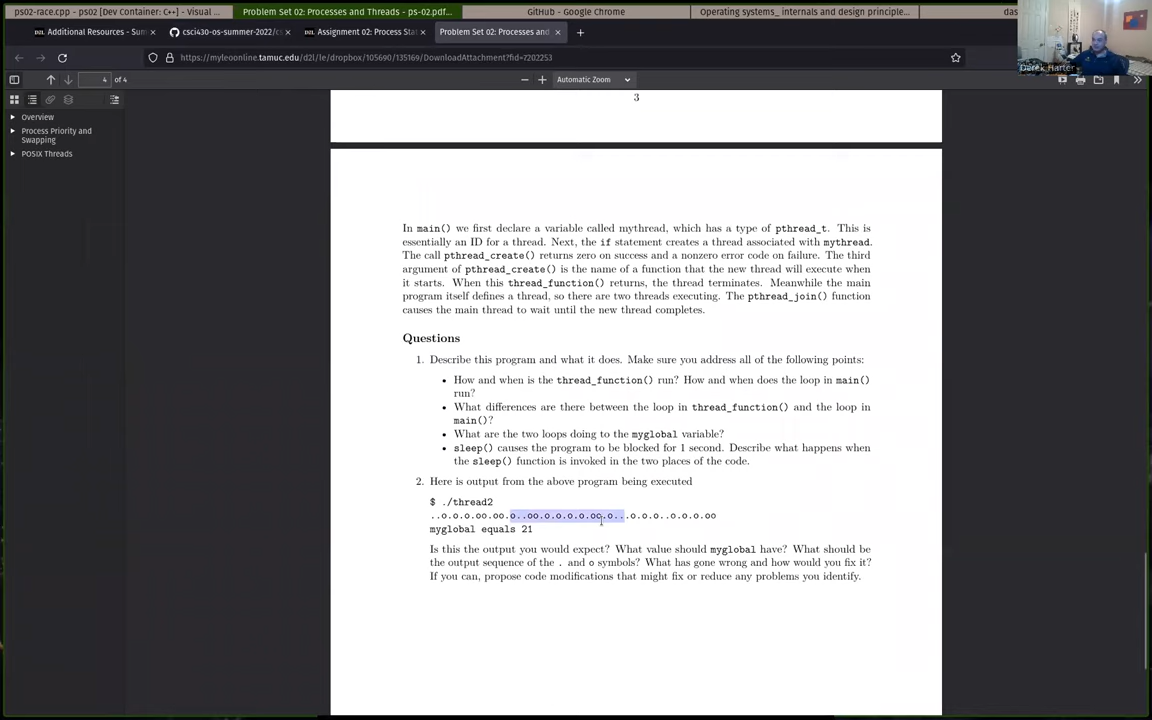 ps02-race.cpp - ps02 [Dev Container: C++] - Visual ...
Problem Set 02: Processes and Threads - ps-02.pdf...
GitHub - Google Chrome
Operating systems_ internals and design principle...
das
Additional Resources - Sum
csci430-os-summer-2022/cs
Assignment 02: Process Sta
Problem Set 02: Processes and
https://myleoonline.tamuc.edu/d2l/le/dropbox/105690/135169/DownloadAttachment?fid=7202253
Derek Harter
4
of 4
Automatic Zoom
Overview
Process Priority and
Swapping
POSIX Threads
3
In main() we first declare a variable called mythread, which has a type of pthread_t. This is
essentially an ID for a thread. Next, the if statement creates a thread associated with mythread.
The call pthread_create() returns zero on success and a nonzero error code on failure. The third
argument of pthread_create() is the name of a function that the new thread will execute when
it starts. When this thread_function() returns, the thread terminates. Meanwhile the main
program itself defines a thread, so there are two threads executing. The pthread_join() function
causes the main thread to wait until the new thread completes.
Questions
1. Describe this program and what it does. Make sure you address all of the following points:
• How and when is the thread_function() run? How and when does the loop in main()
run?
• What differences are there between the loop in thread_function() and the loop in
main()?
• What are the two loops doing to the myglobal variable?
• sleep() causes the program to be blocked for 1 second. Describe what happens when
the sleep() function is invoked in the two places of the code.
2. Here is output from the above program being executed
$ ./thread2
..o.o.o.oo.oo.o..oo.o.o.o.o.oo.o...o.o.o..o.o.o.oo
myglobal equals 21
Is this the output you would expect? What value should myglobal have? What should be
the output sequence of the . and o symbols? What has gone wrong and how would you fix it?
If you can, propose code modifications that might fix or reduce any problems you identify.